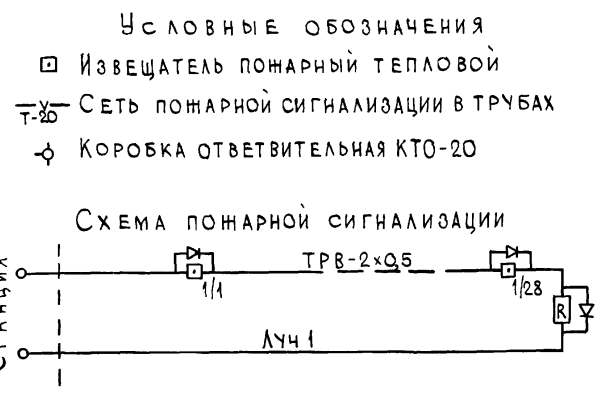 Условные обозначения
Извещатель пожарный тепловой
Т-20
Сеть пожарной сигнализации в трубах
Коробка ответвительная КТО-20
Схема пожарной сигнализации
ТРВ-2×0,5
1/1
1/28
R
Луч 1